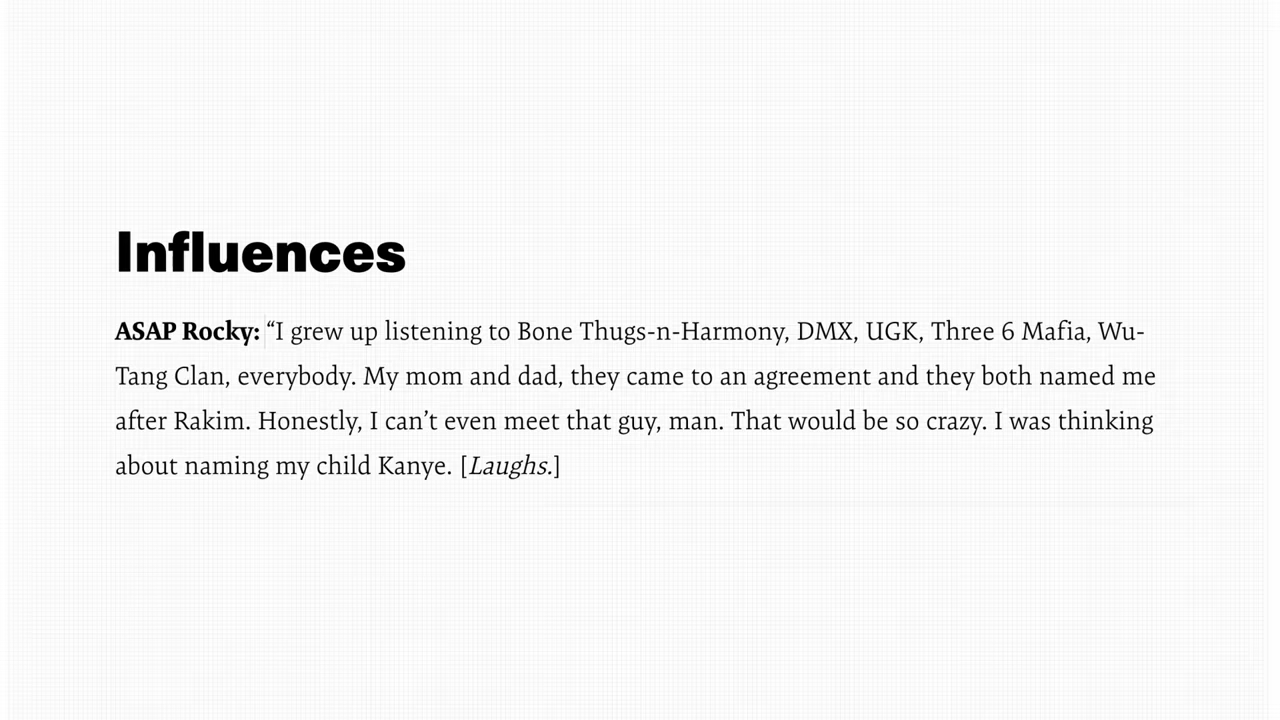 Influences
ASAP Rocky: “I grew up listening to Bone Thugs-n-Harmony, DMX, UGK, Three 6 Mafia, Wu-
Tang Clan, everybody. My mom and dad, they came to an agreement and they both named me
after Rakim. Honestly, I can’t even meet that guy, man. That would be so crazy. I was thinking
about naming my child Kanye. [Laughs.]